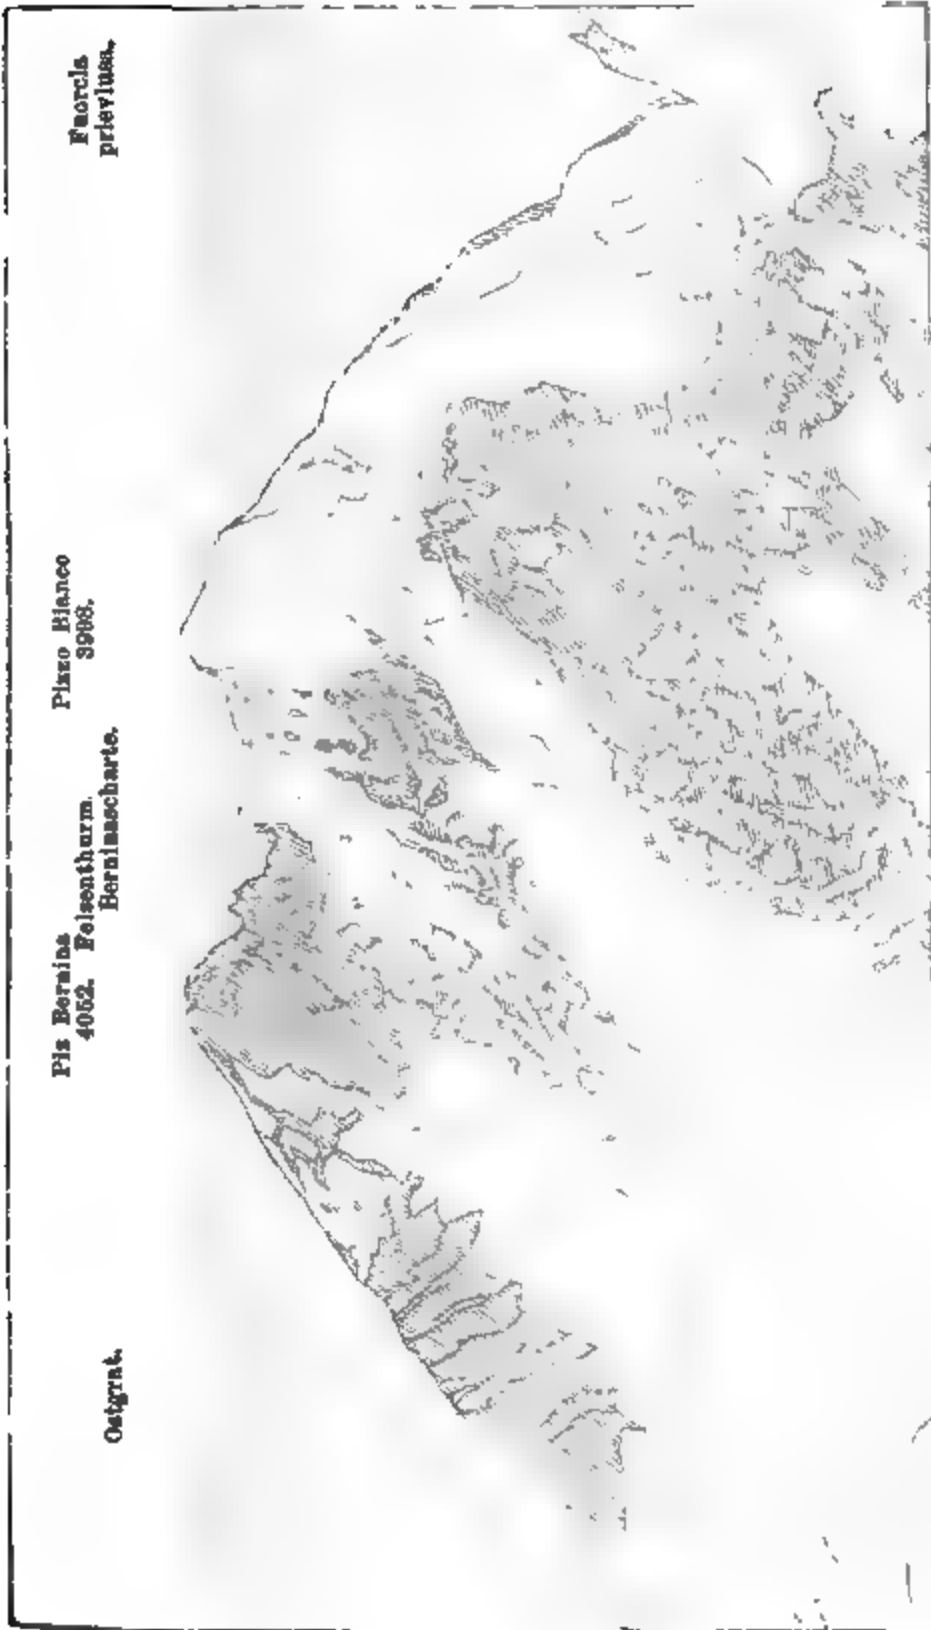 Ostgrat.
Piz Bernina
4052. Felsenthurm.
Berninascharte.
Pizzo Bianco
3998.
Fuorcla
prievlusa.